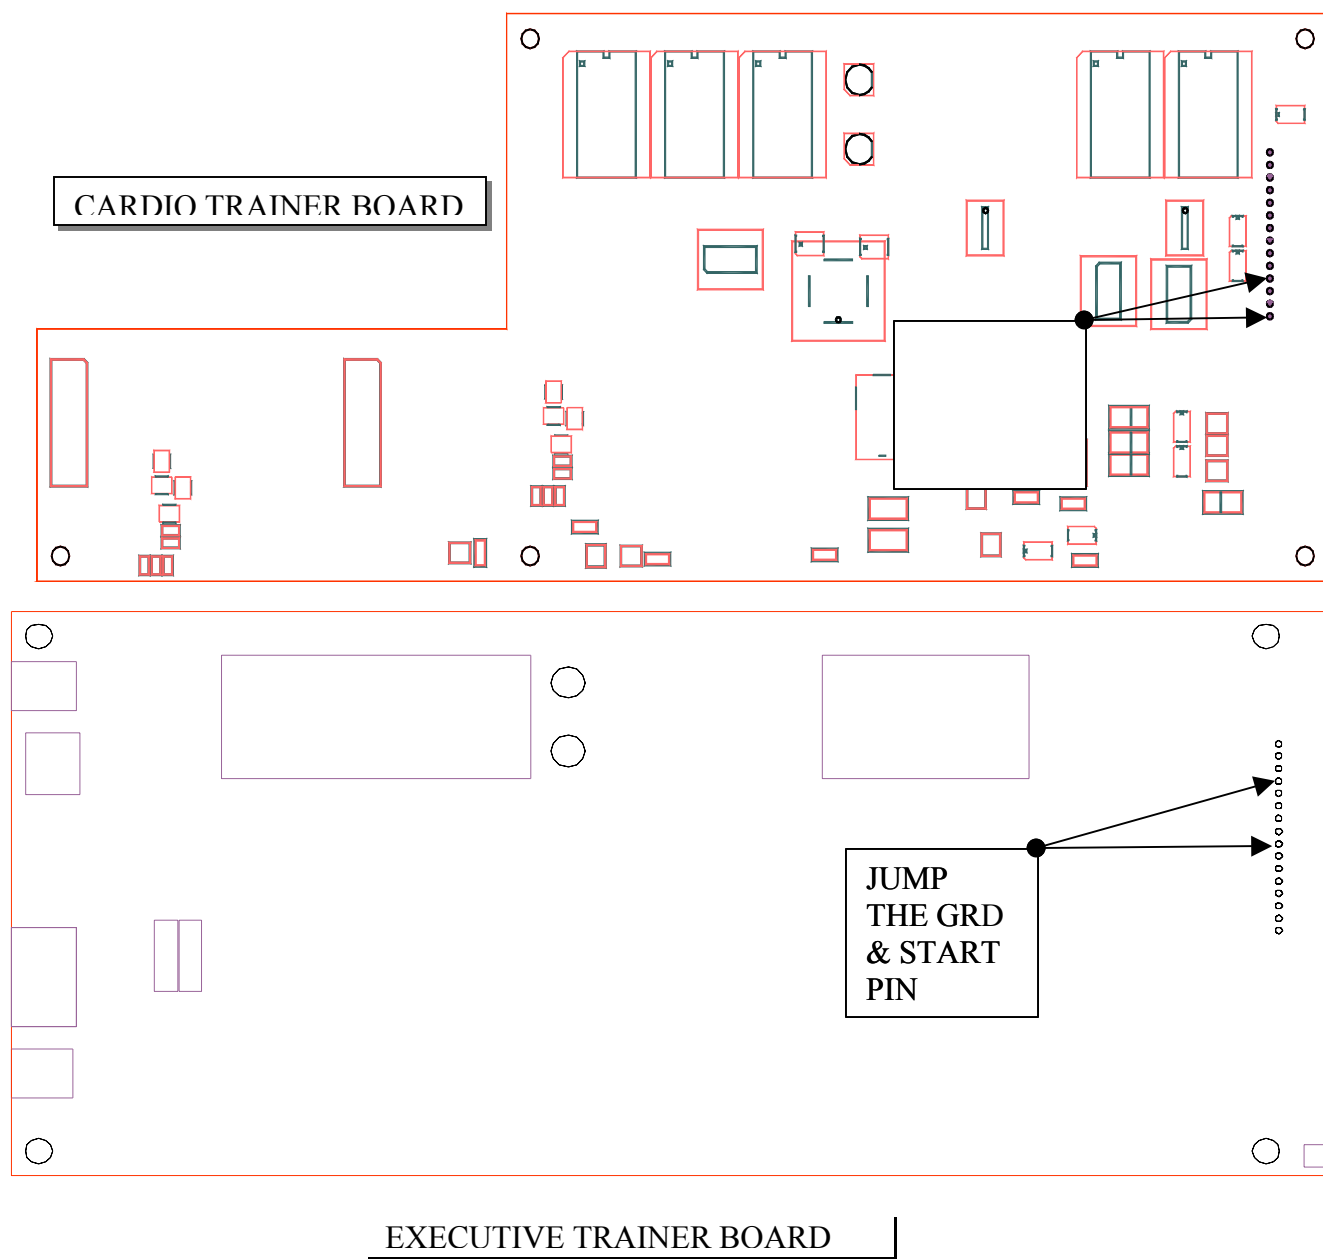 CARDIO TRAINER BOARD
JUMP
THE GRD
& START
PIN
EXECUTIVE TRAINER BOARD